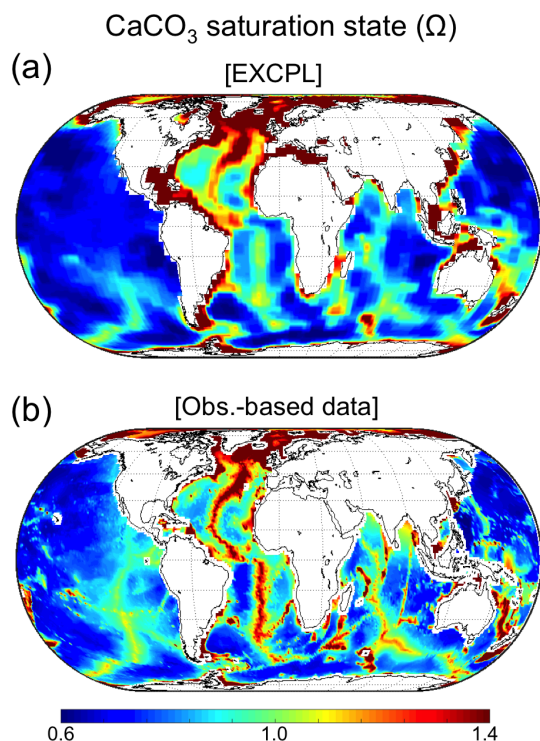 CaCO₃ saturation state (Ω)
(a)
[EXCPL]
(b)
[Obs.-based data]
0.6 1.0 1.4